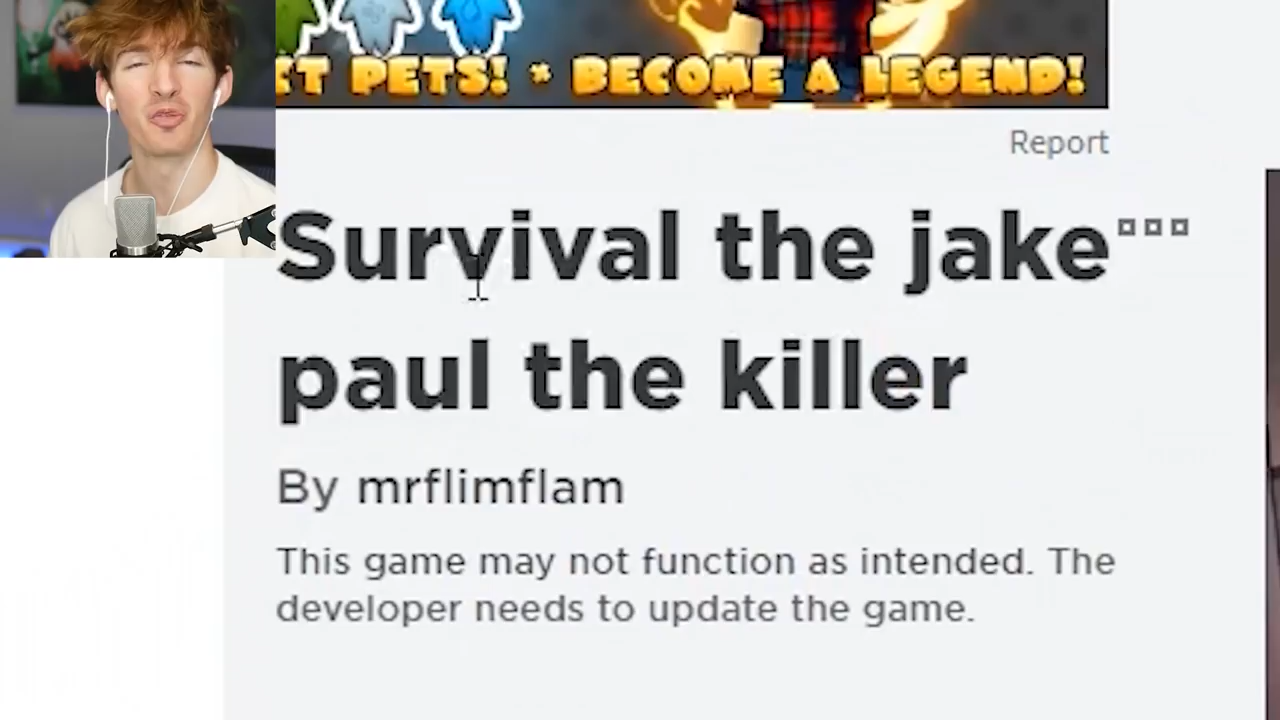 CT PETS! * BECOME A LEGEND!
Report
Survival the jake
paul the killer
By mrflimflam
This game may not function as intended. The
developer needs to update the game.